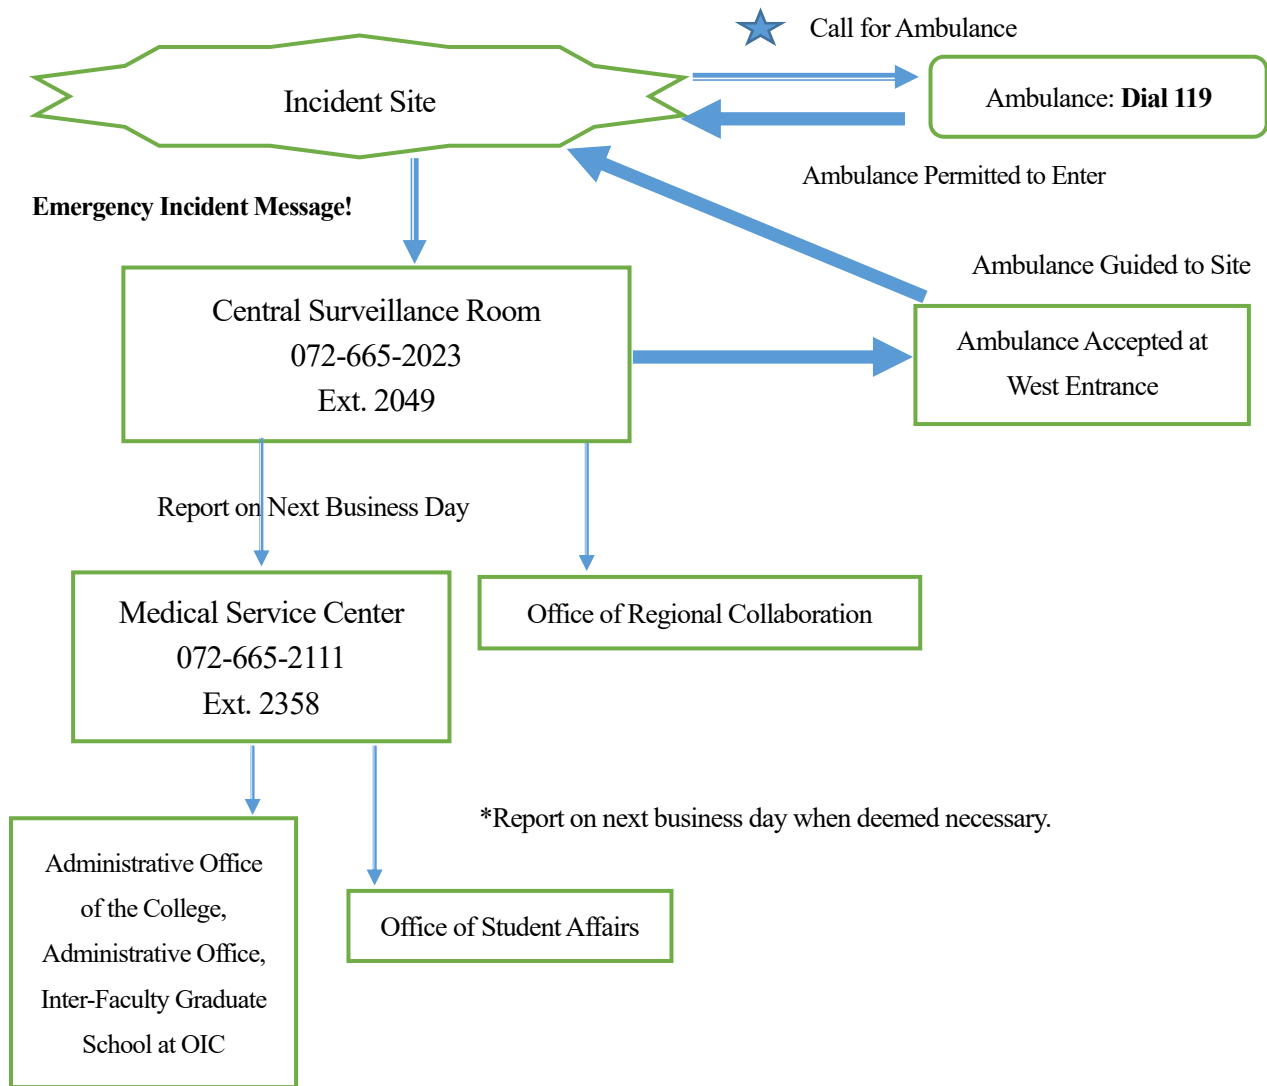 Call for Ambulance
Incident Site
Ambulance: Dial 119
Ambulance Permitted to Enter
Emergency Incident Message!
Ambulance Guided to Site
Central Surveillance Room
072-665-2023
Ext. 2049
Ambulance Accepted at
West Entrance
Report on Next Business Day
Medical Service Center
072-665-2111
Ext. 2358
Office of Regional Collaboration
*Report on next business day when deemed necessary.
Administrative Office
of the College,
Administrative Office,
Inter-Faculty Graduate
School at OIC
Office of Student Affairs